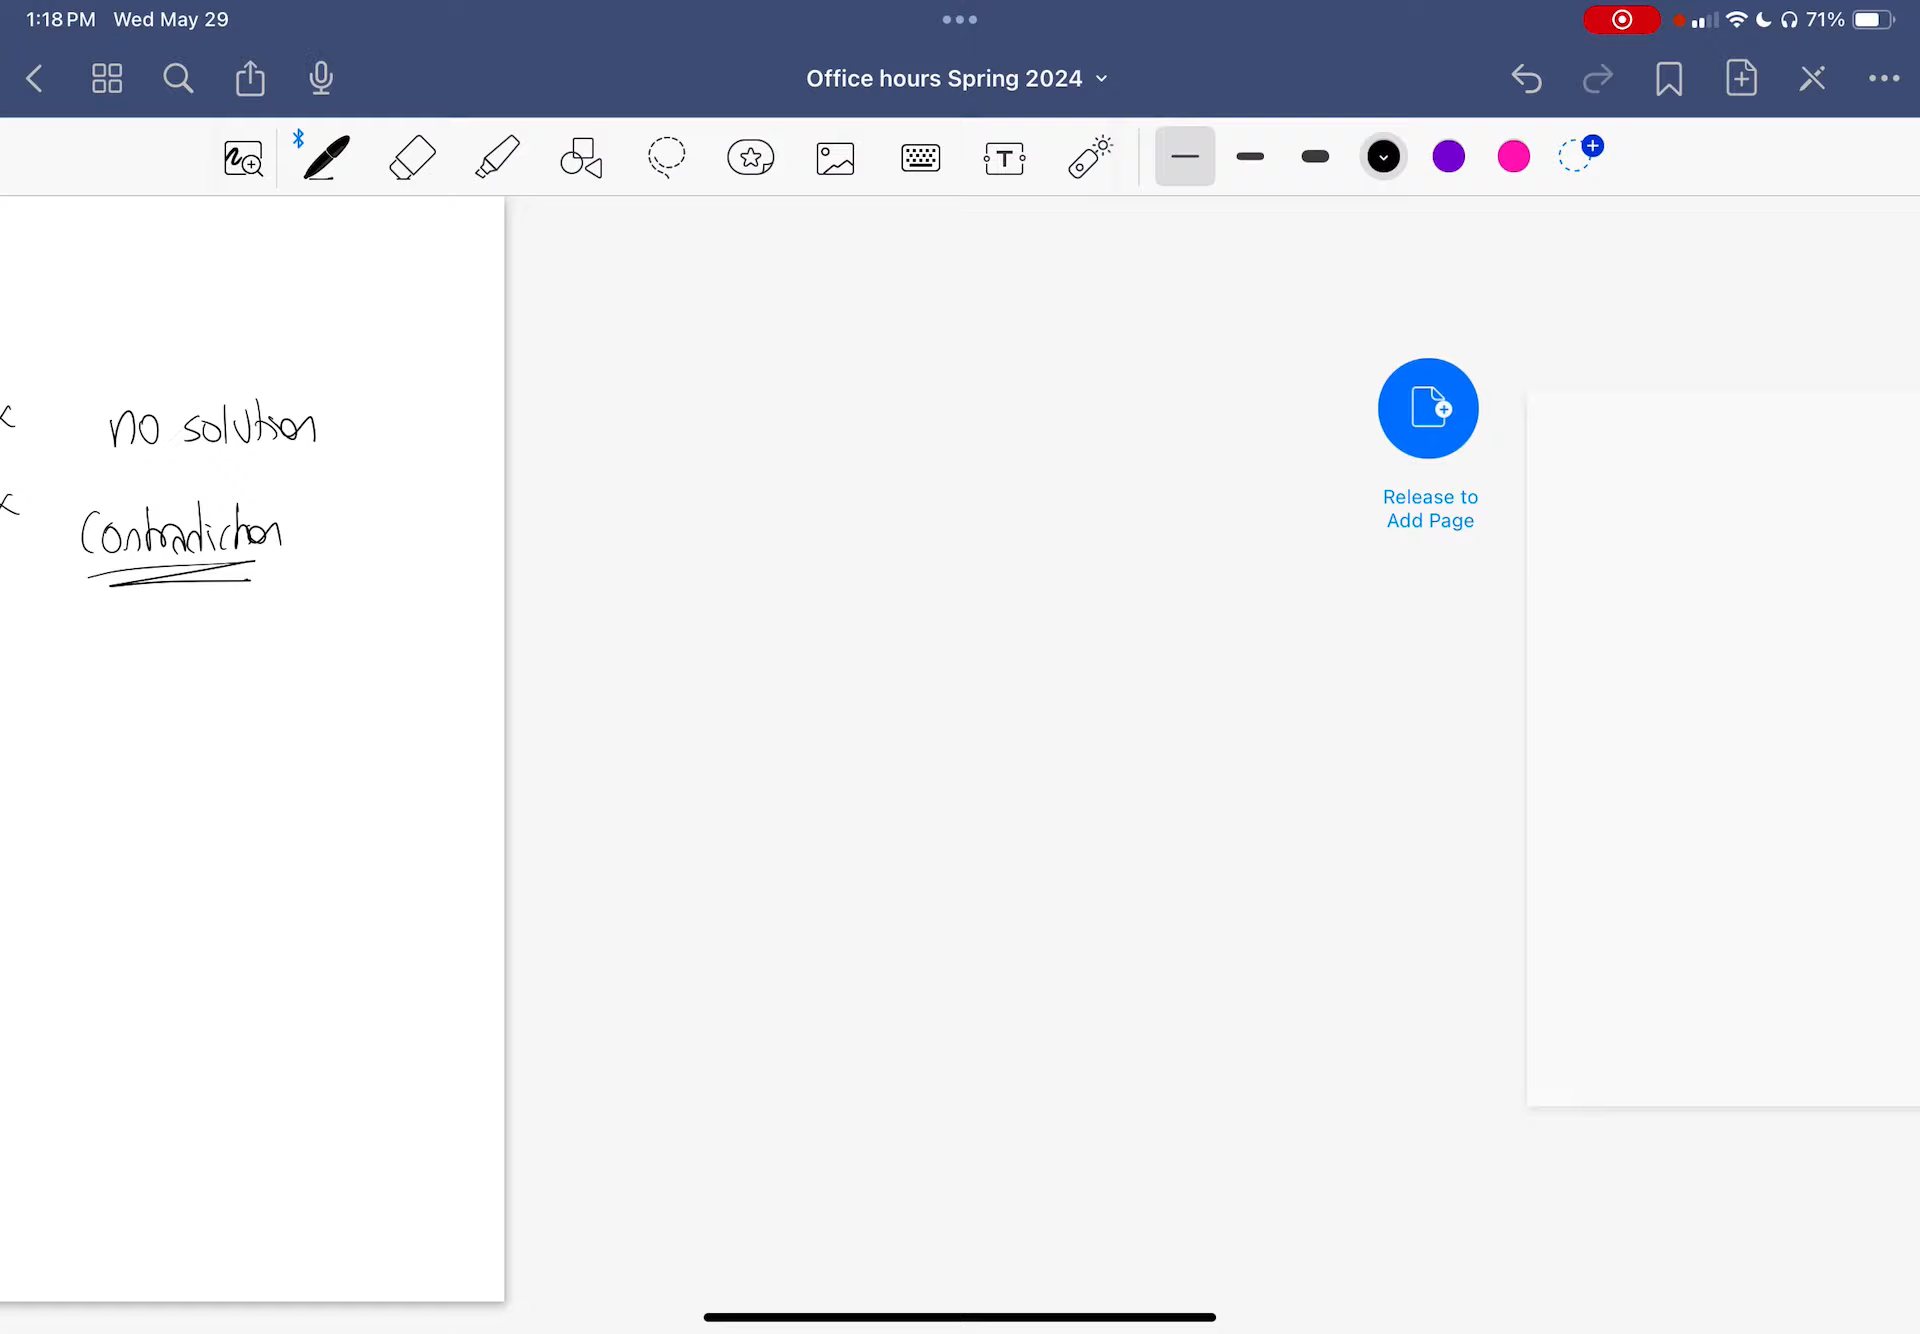 1:18 PM Wed May 29
71%
Office hours Spring 2024
T
no solution
Contradiction
Release to
Add Page